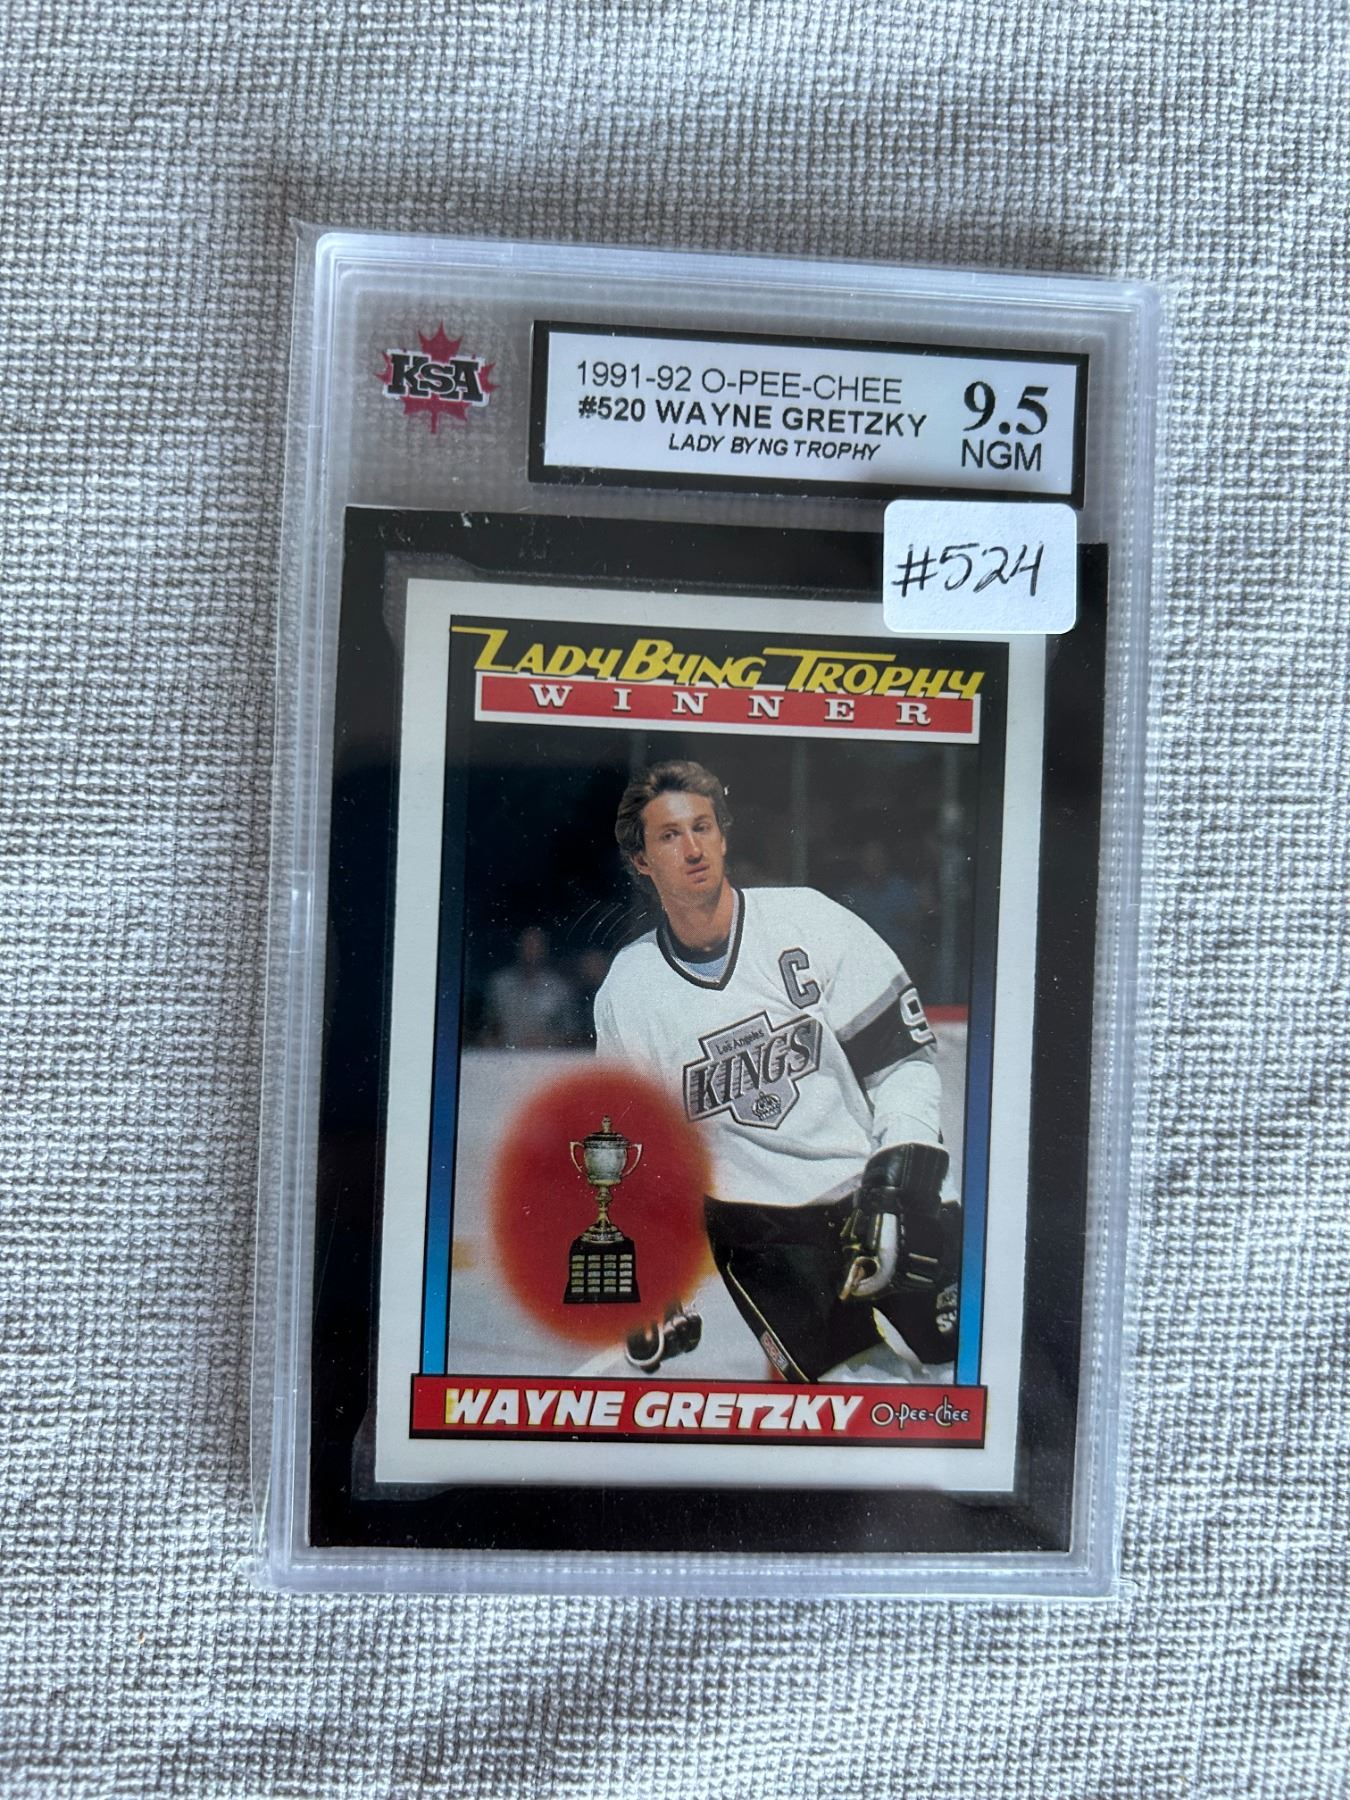 KSA
1991-92 O-PEE-CHEE
#520 WAYNE GRETZKY
LADY BYNG TROPHY
9.5
NGM
#524
LADY BYNG TROPHY
WINNER
C
9
Los Angeles
KINGS
WAYNE GRETZKY
O-Pee-Chee